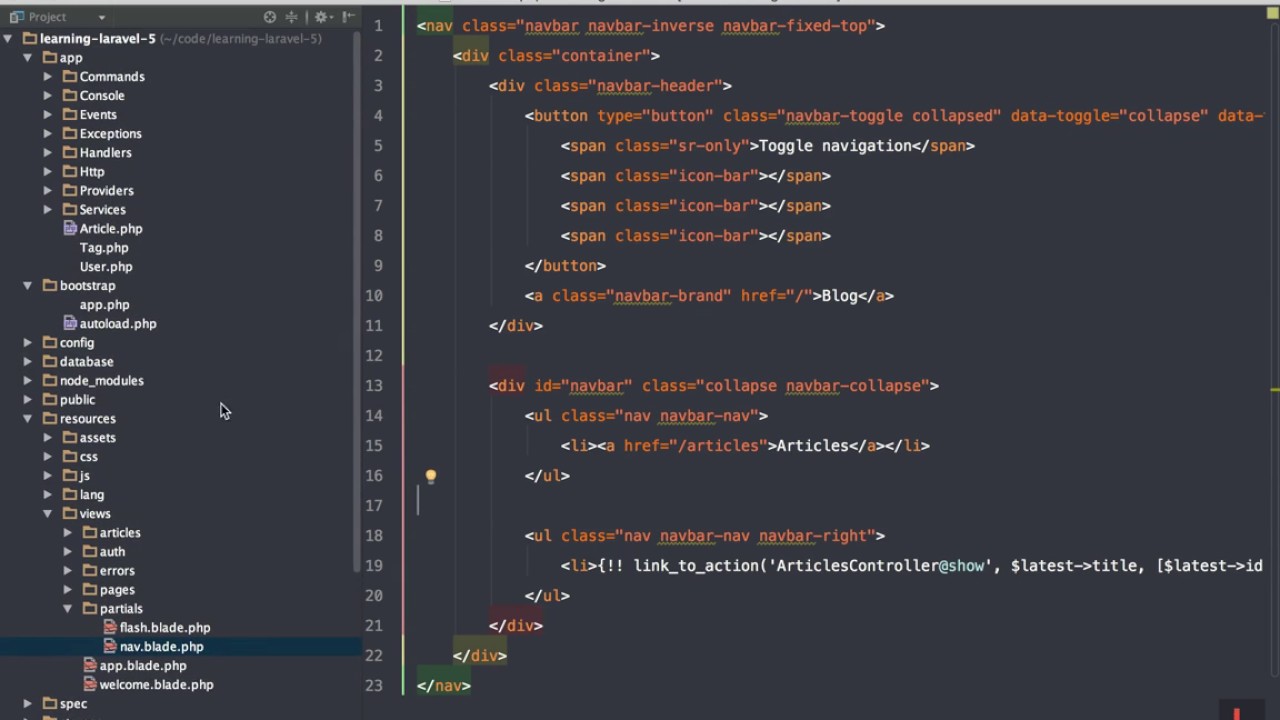 Project
learning-laravel-5 (~/code/learning-laravel-5)
app
Commands
Console
Events
Exceptions
Handlers
Http
Providers
Services
Article.php
Tag.php
User.php
bootstrap
app.php
autoload.php
config
database
node_modules
public
resources
assets
css
js
lang
views
articles
auth
errors
pages
partials
flash.blade.php
nav.blade.php
app.blade.php
welcome.blade.php
spec
1 <nav class="navbar navbar-inverse navbar-fixed-top">
2 <div class="container">
3 <div class="navbar-header">
4 <button type="button" class="navbar-toggle collapsed" data-toggle="collapse" data-
5 <span class="sr-only">Toggle navigation</span>
6 <span class="icon-bar"></span>
7 <span class="icon-bar"></span>
8 <span class="icon-bar"></span>
9 </button>
10 <a class="navbar-brand" href="/">Blog</a>
11 </div>
12
13 <div id="navbar" class="collapse navbar-collapse">
14 <ul class="nav navbar-nav">
15 <li><a href="/articles">Articles</a></li>
16 </ul>
17
18 <ul class="nav navbar-nav navbar-right">
19 <li>{!! link_to_action('ArticlesController@show', $latest->title, [$latest->id
20 </ul>
21 </div>
22 </div>
23 </nav>